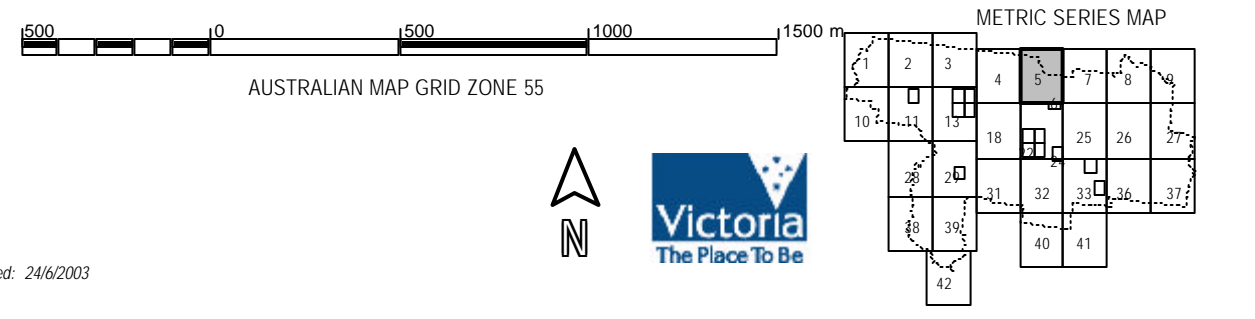 METRIC SERIES MAP
500 0 500 1000 1500 m
AUSTRALIAN MAP GRID ZONE 55
1 2 3 4 5 7 8 9
6
10 11 13 18 25 26 27
22 24
28 29 31 32 33 36 37
38 39 40 41
42
N
Victoria
The Place To Be
ed: 24/6/2003